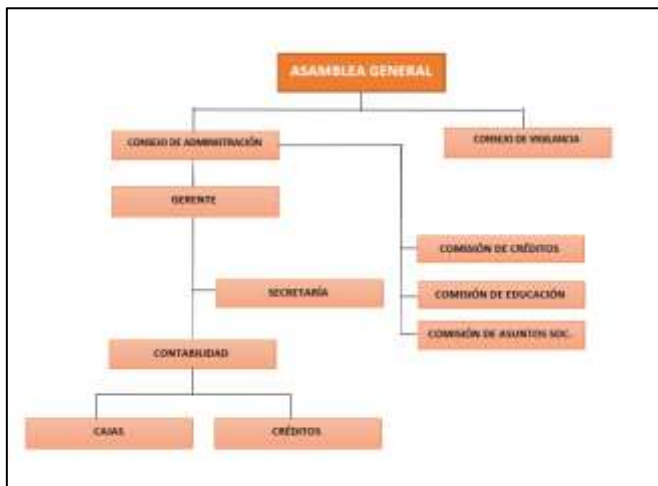 ASAMBLEA GENERAL
CONSEJO DE ADMINISTRACIÓN
CONSEJO DE VIGILANCIA
GERENTE
COMISIÓN DE CRÉDITOS
SECRETARÍA
COMISIÓN DE EDUCACIÓN
COMISIÓN DE ASUNTOS SOC.
CONTABILIDAD
CAJAS
CRÉDITOS